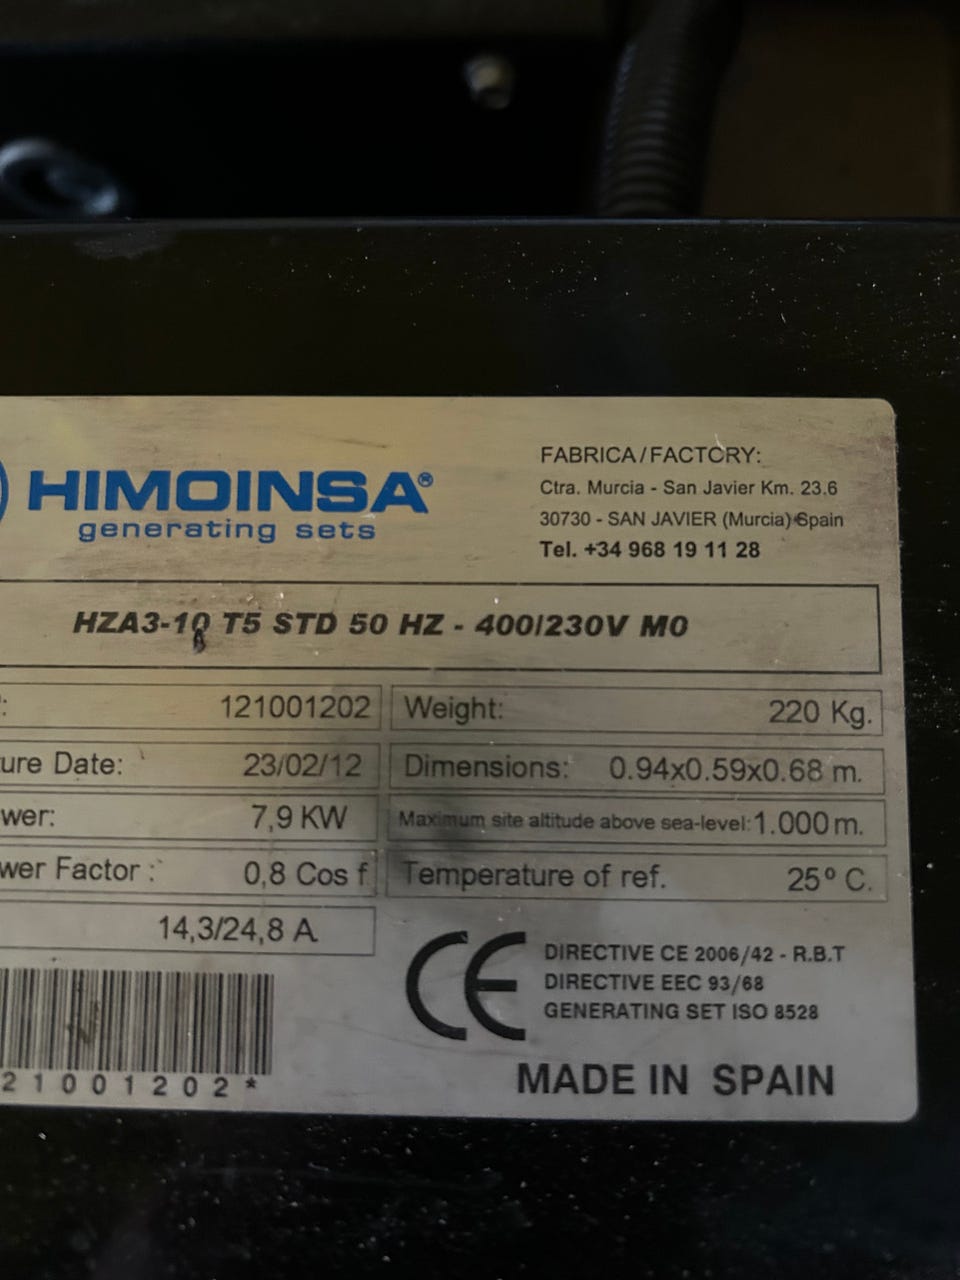 HIMOINSA®
generating sets
FABRICA/FACTORY:
Ctra. Murcia - San Javier Km. 23.6
30730 - SAN JAVIER (Murcia) Spain
Tel. +34 968 19 11 28
HZA3-10 T5 STD 50 HZ - 400/230V M0
: 121001202 Weight: 220 Kg.
ure Date: 23/02/12 Dimensions: 0.94x0.59x0.68 m.
wer: 7,9 KW Maximum site altitude above sea-level: 1.000 m.
wer Factor : 0,8 Cos f Temperature of ref. 25º C.
14,3/24,8 A
CE
DIRECTIVE CE 2006/42 - R.B.T
DIRECTIVE EEC 93/68
GENERATING SET ISO 8528
21001202*
MADE IN SPAIN